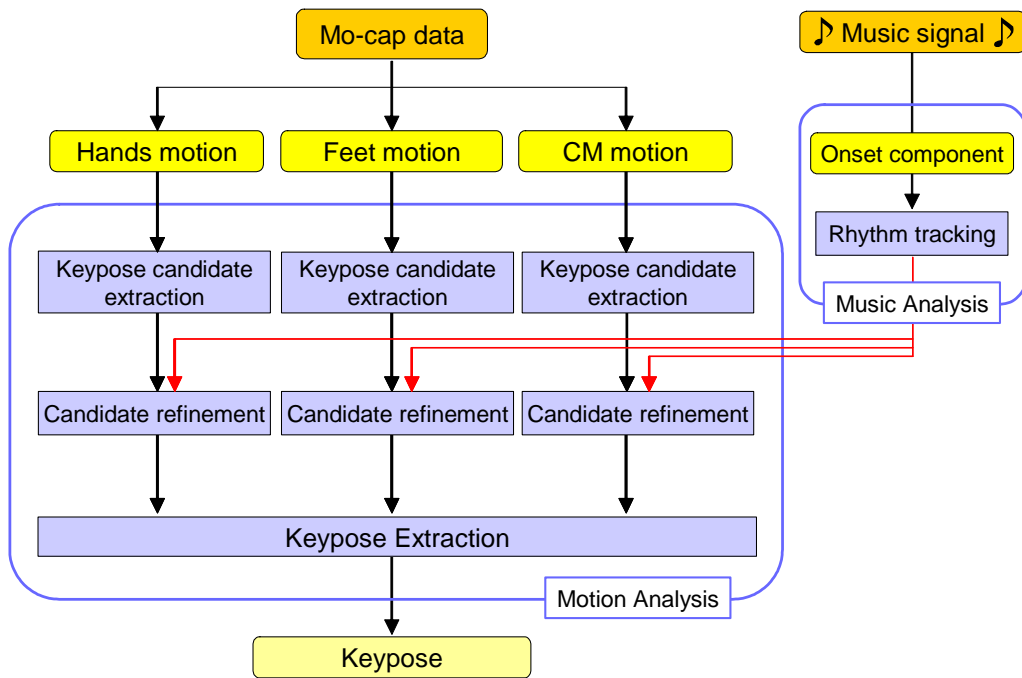 Mo-cap data
♪ Music signal ♪
Hands motion
Feet motion
CM motion
Onset component
Rhythm tracking
Music Analysis
Keypose candidate
extraction
Keypose candidate
extraction
Keypose candidate
extraction
Candidate refinement
Candidate refinement
Candidate refinement
Keypose Extraction
Motion Analysis
Keypose